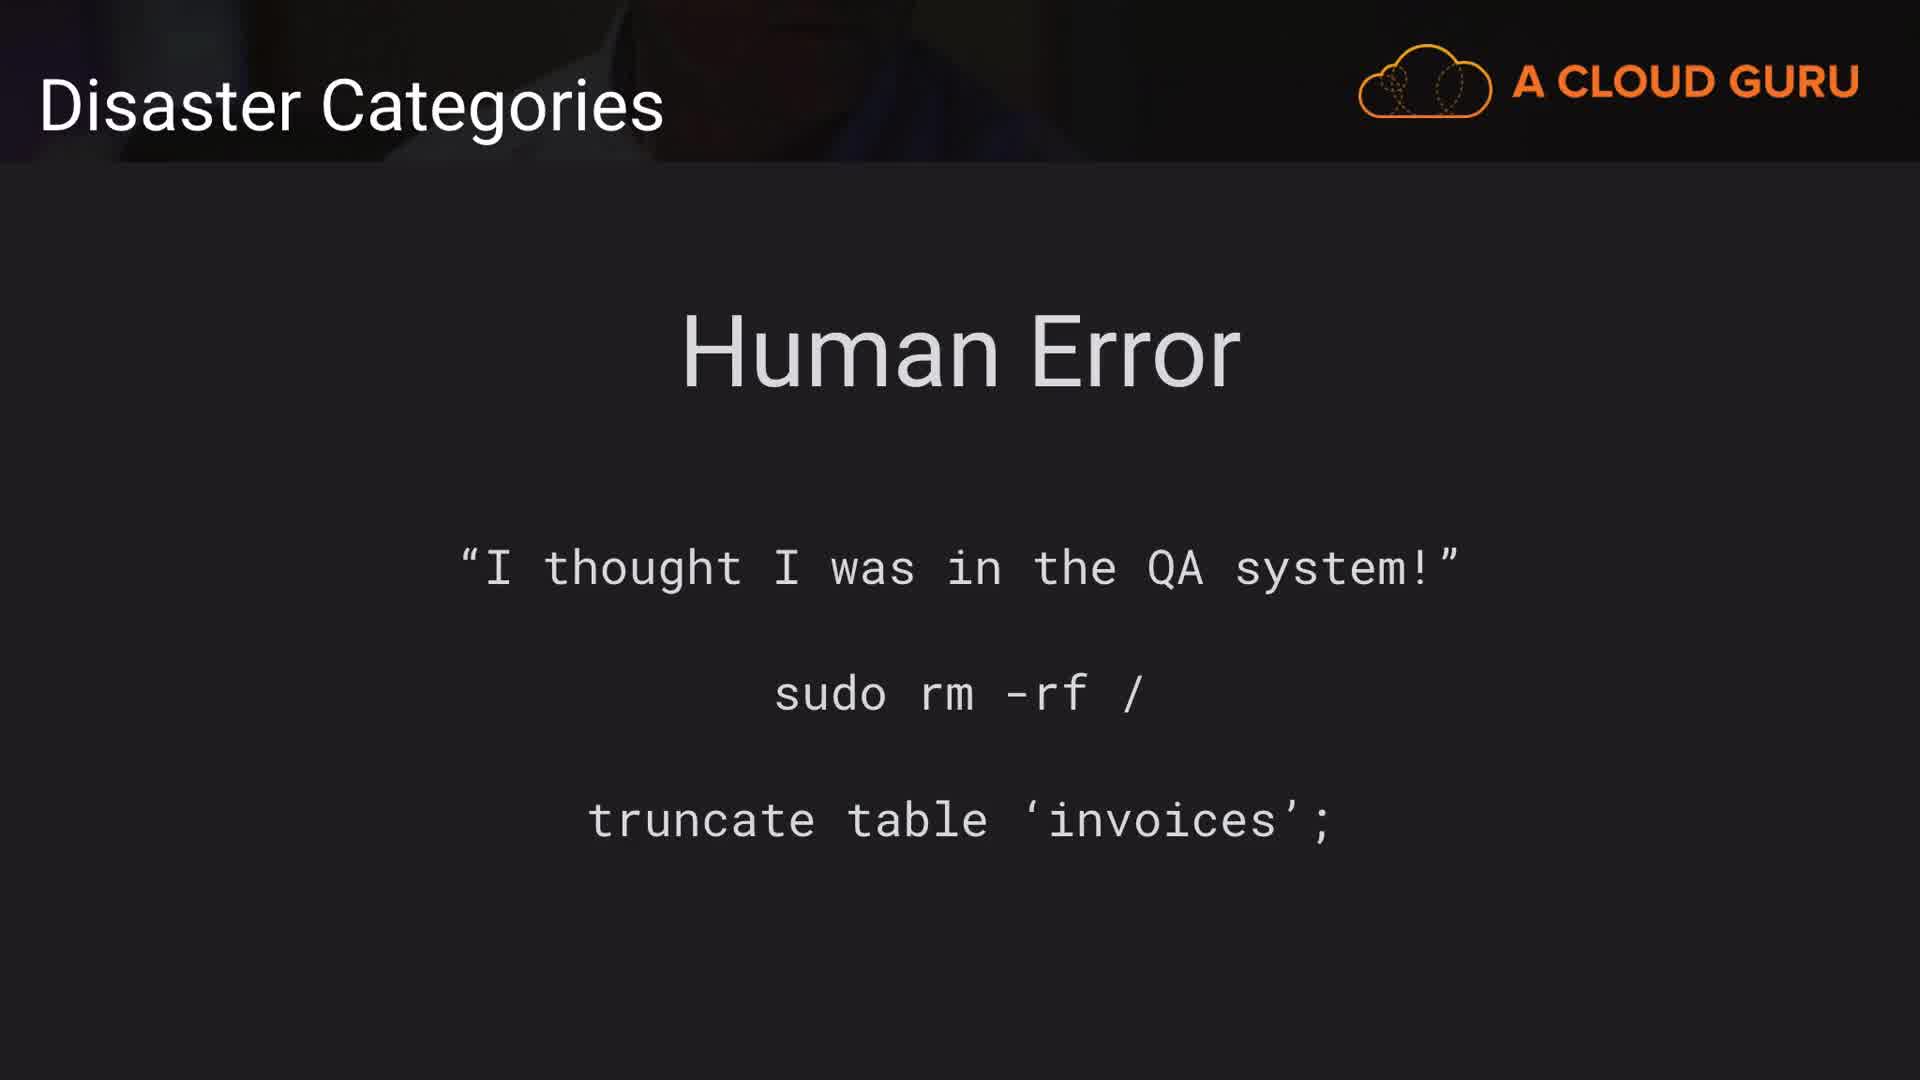 Disaster Categories
A CLOUD GURU
Human Error
“I thought I was in the QA system!”
sudo rm -rf /
truncate table ‘invoices’;